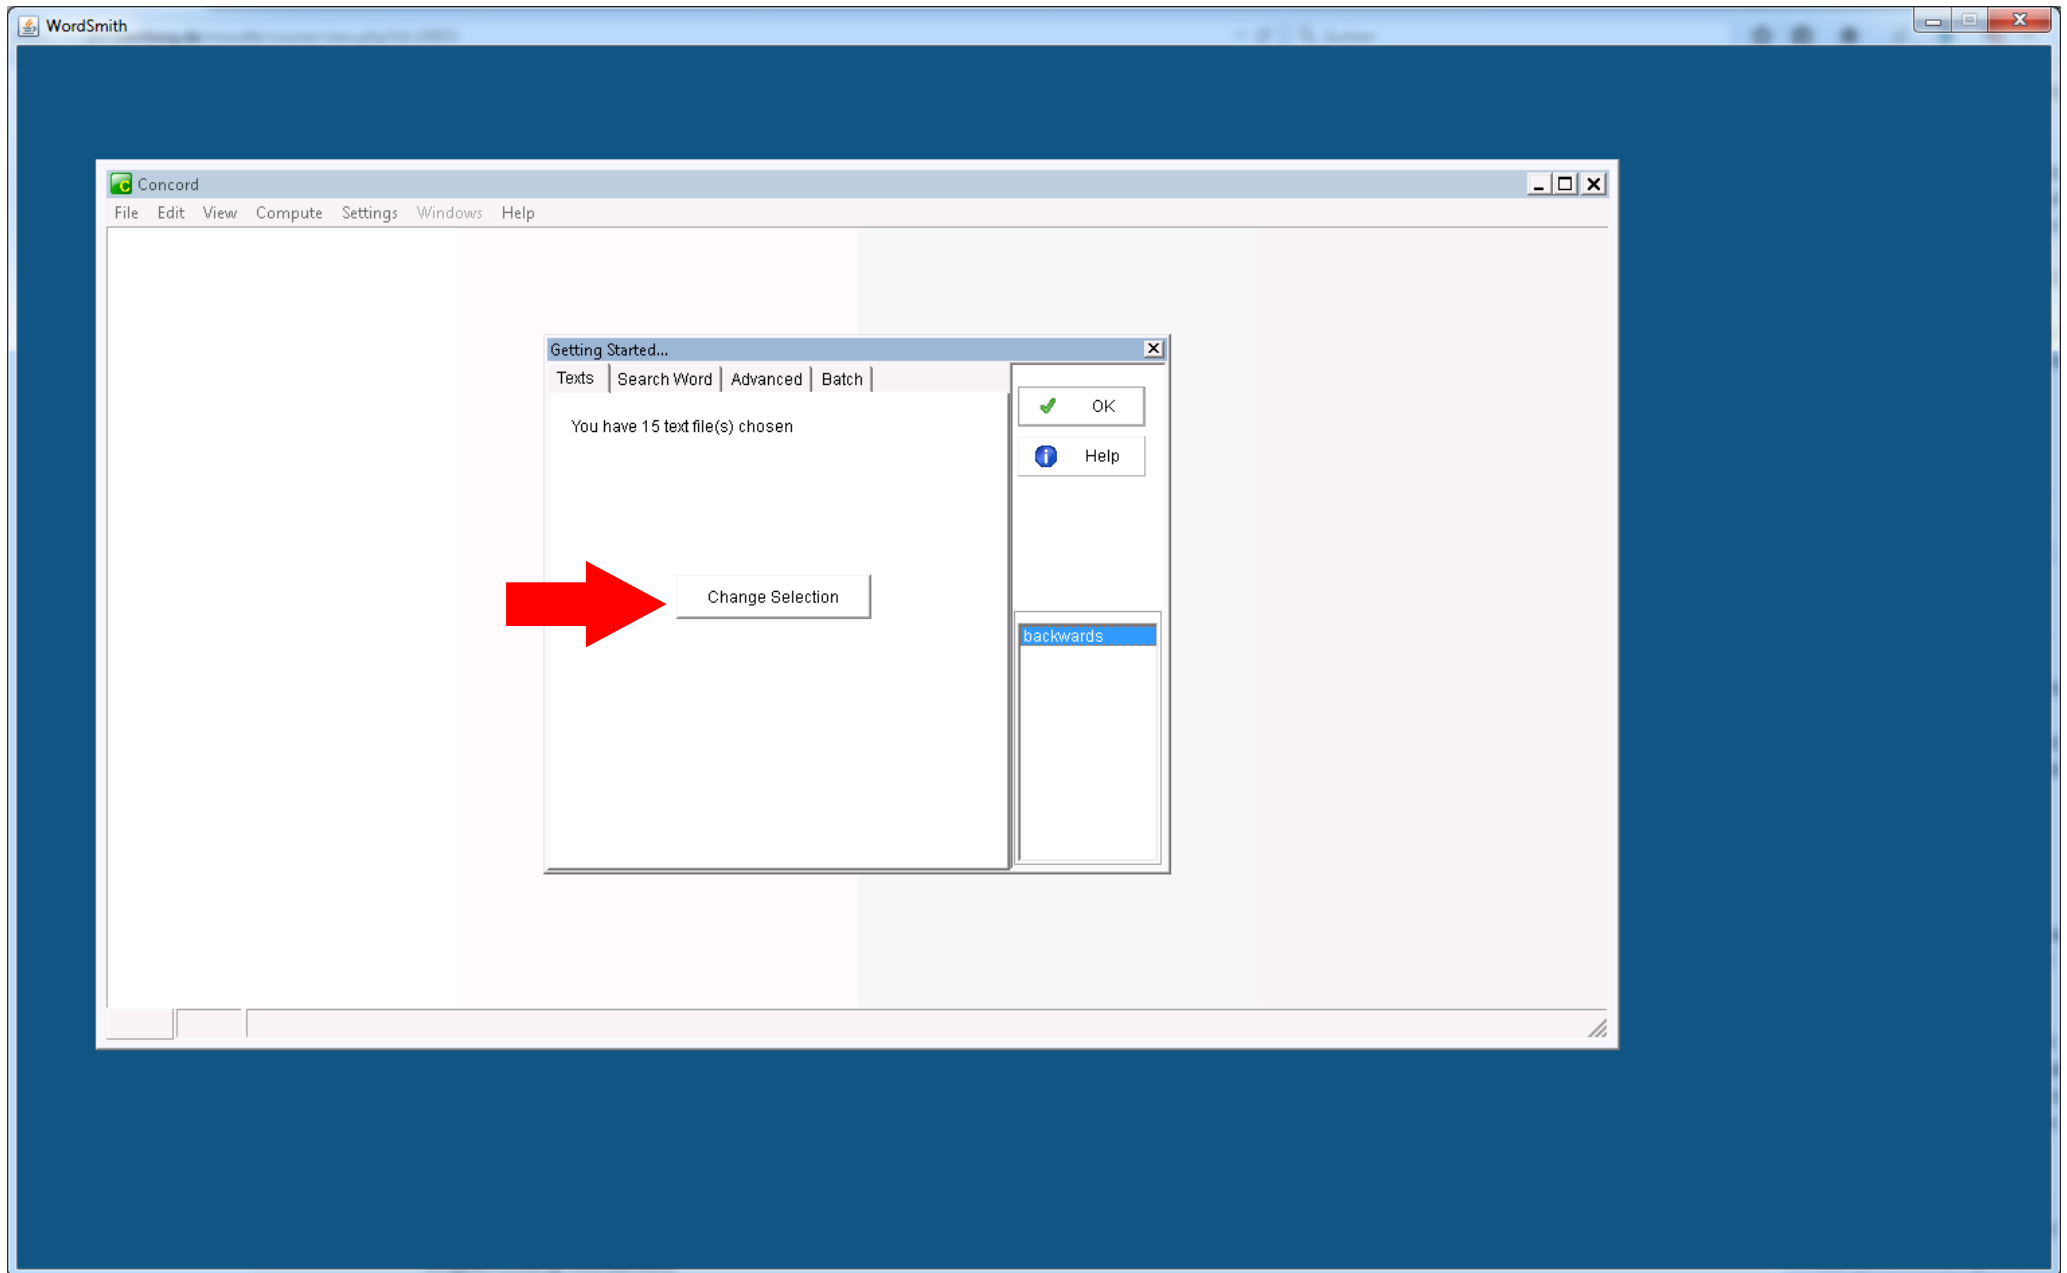 WordSmith
Concord
File Edit View Compute Settings Windows Help
Getting Started...
Texts Search Word Advanced Batch
You have 15 text file(s) chosen
OK
Help
Change Selection
backwards